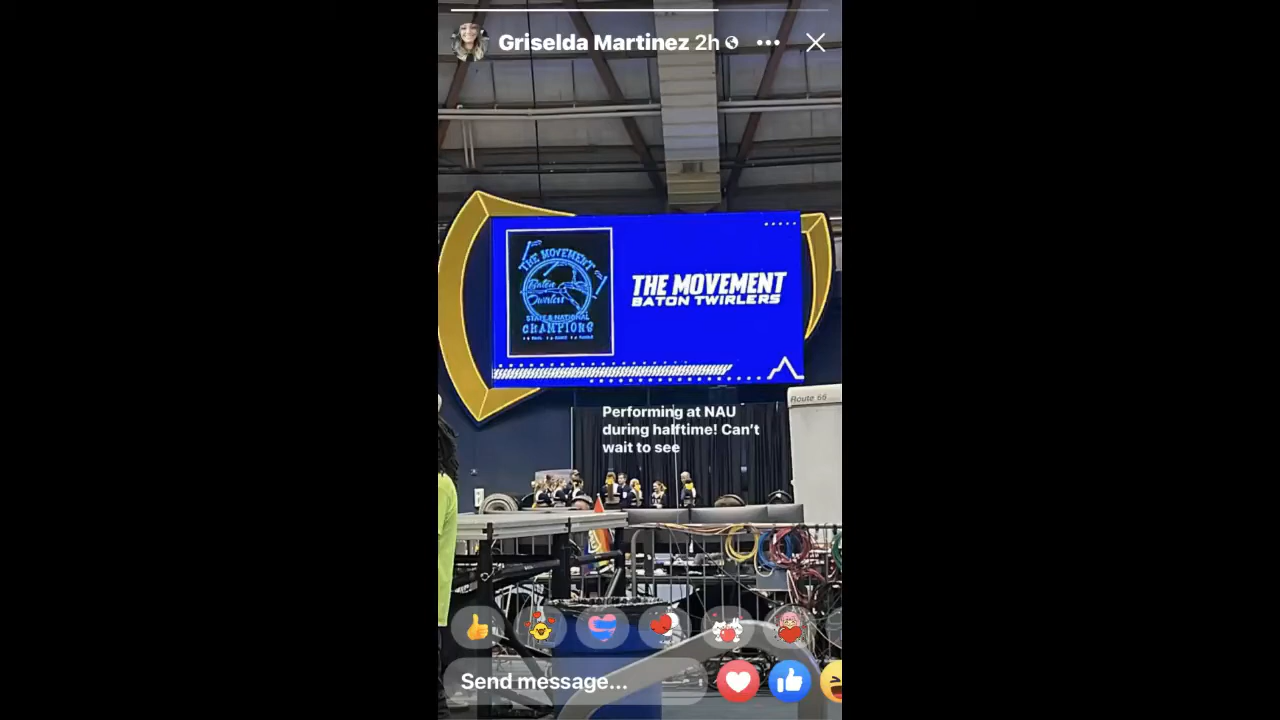 Griselda Martinez 2h
THE MOVEMENT
Baton
Twirlers
STATE & NATIONAL
CHAMPIONS
THE MOVEMENT
BATON TWIRLERS
Route 66
Performing at NAU
during halftime! Can’t
wait to see
Send message...